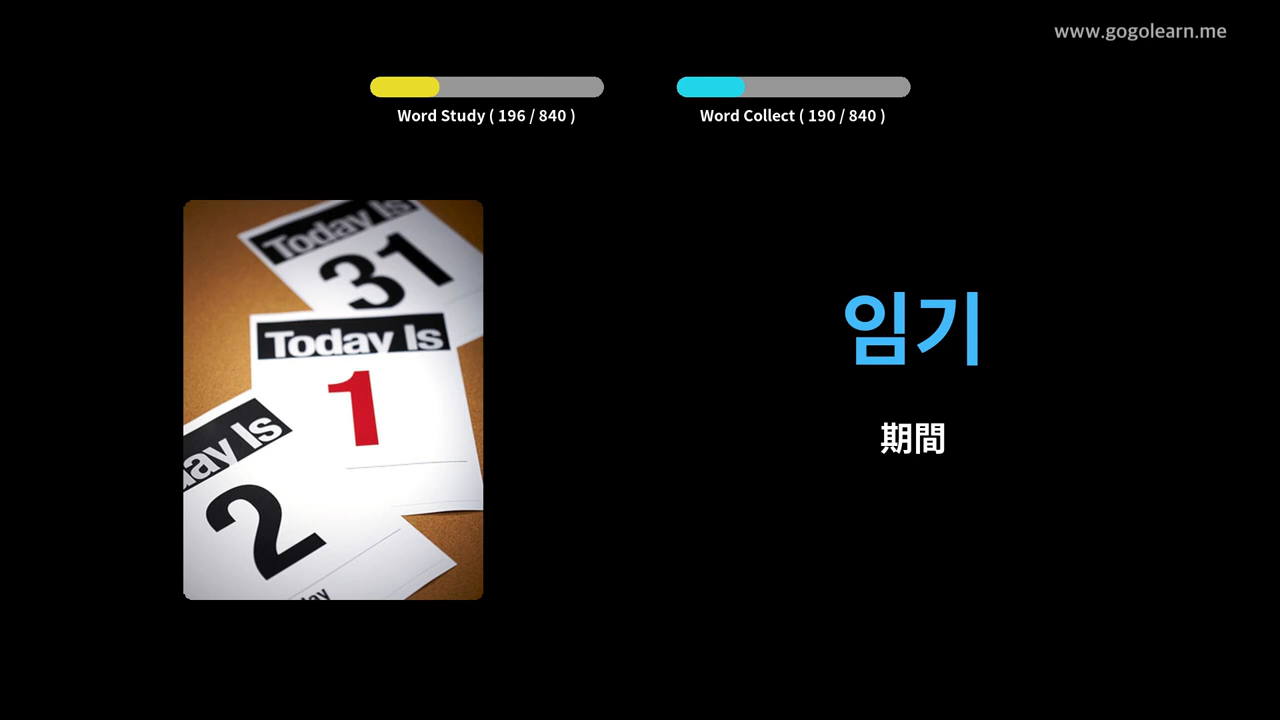 www.gogolearn.me
Word Study ( 196 / 840 )
Word Collect ( 190 / 840 )
Today Is
31
Today Is
1
day Is
2
임기
期間